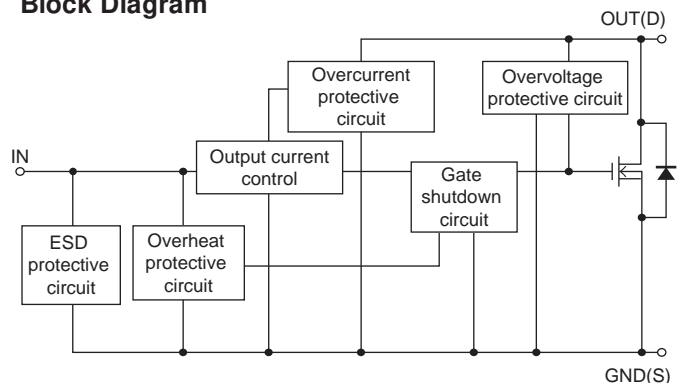 Block Diagram
OUT(D)
Overcurrent
protective
circuit
Overvoltage
protective circuit
IN
Output current
control
Gate
shutdown
circuit
ESD
protective
circuit
Overheat
protective
circuit
GND(S)